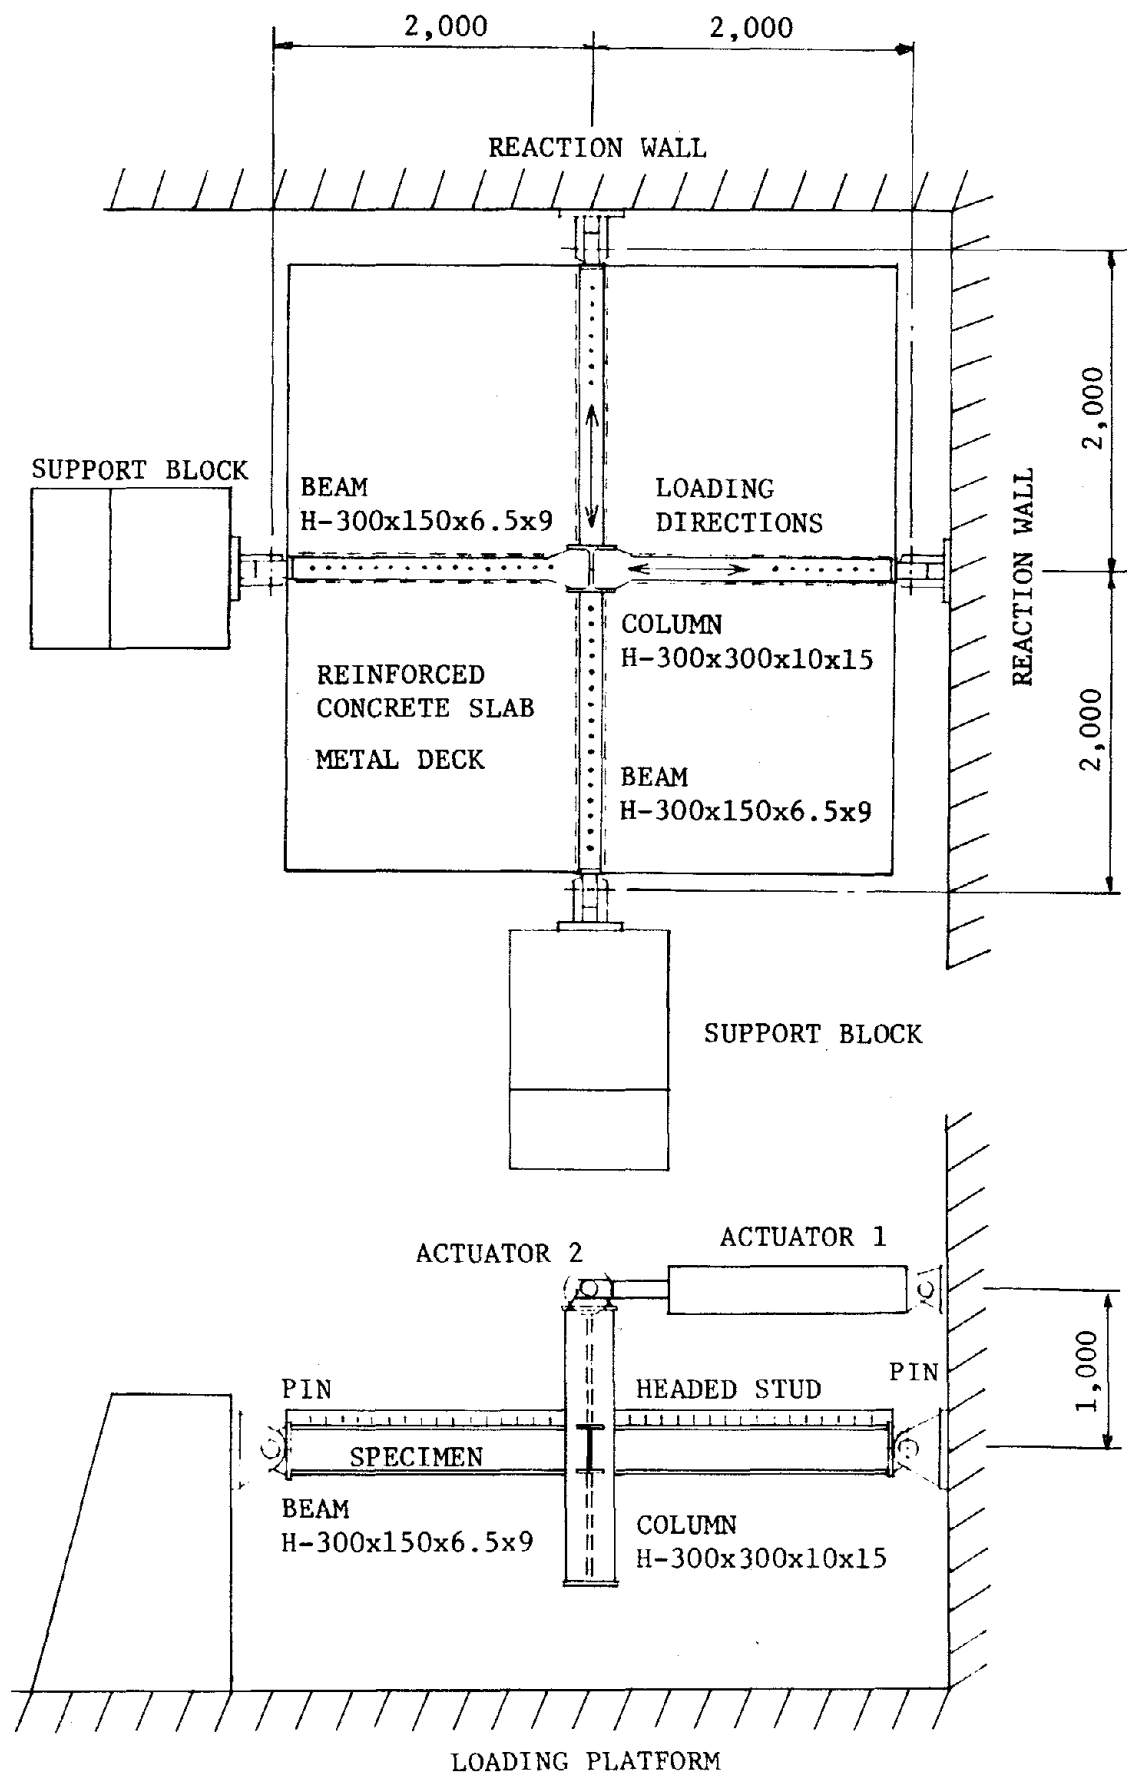 2,000
2,000
REACTION WALL
2,000
SUPPORT BLOCK
BEAM
H-300x150x6.5x9
LOADING
DIRECTIONS
REACTION WALL
COLUMN
H-300x300x10x15
REINFORCED
CONCRETE SLAB
METAL DECK
2,000
BEAM
H-300x150x6.5x9
SUPPORT BLOCK
ACTUATOR 2
ACTUATOR 1
1,000
PIN
HEADED STUD
PIN
SPECIMEN
BEAM
H-300x150x6.5x9
COLUMN
H-300x300x10x15
LOADING PLATFORM